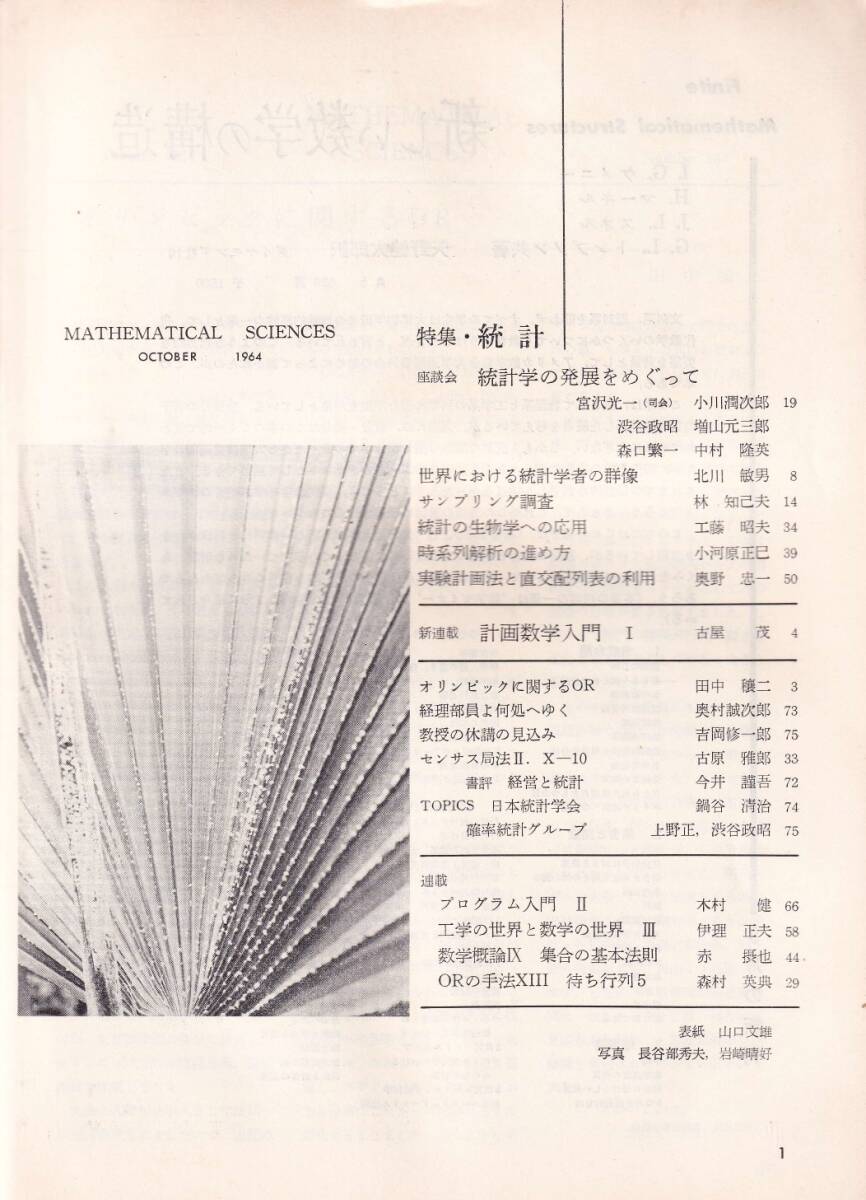 MATHEMATICAL SCIENCES
OCTOBER 1964
特集・統計
座談会 統計学の発展をめぐって
宮沢光一(司会) 小川潤次郎 19
渋谷政昭 増山元三郎
森口繁一 中村 隆英
世界における統計学者の群像 北川 敏男 8
サンプリング調査 林 知己夫 14
統計の生物学への応用 工藤 昭夫 34
時系列解析の進め方 小河原正巳 39
実験計画法と直交配列表の利用 奥野 忠一 50
新連載 計画数学入門 I 古屋 茂 4
オリンピックに関するOR 田中 穰二 3
経理部員よ何処へゆく 奥村誠次郎 73
教授の休講の見込み 吉岡修一郎 75
センサス局法II.X―10 古原 雅郎 33
書評 経営と統計 今井 謹吾 72
TOPICS 日本統計学会 鍋谷 清治 74
確率統計グループ 上野正,渋谷政昭 75
連載
プログラム入門 II 木村 健 66
工学の世界と数学の世界 III 伊理 正夫 58
数学概論IX 集合の基本法則 赤 摂也 44
ORの手法XIII 待ち行列5 森村 英典 29
表紙 山口文雄
写真 長谷部秀夫,岩崎晴好
1